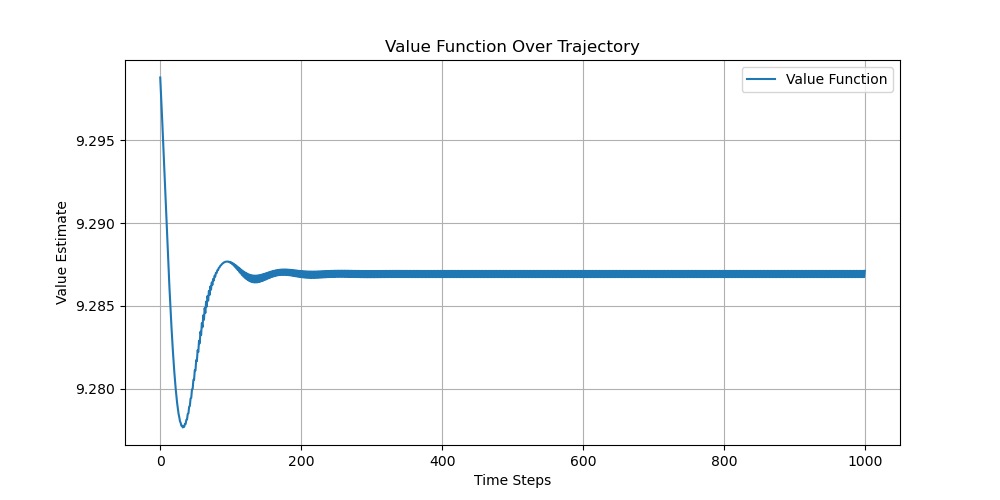 Value Function Over Trajectory
Value Function
Value Estimate
9.295
9.290
9.285
9.280
0 200 400 600 800 1000
Time Steps